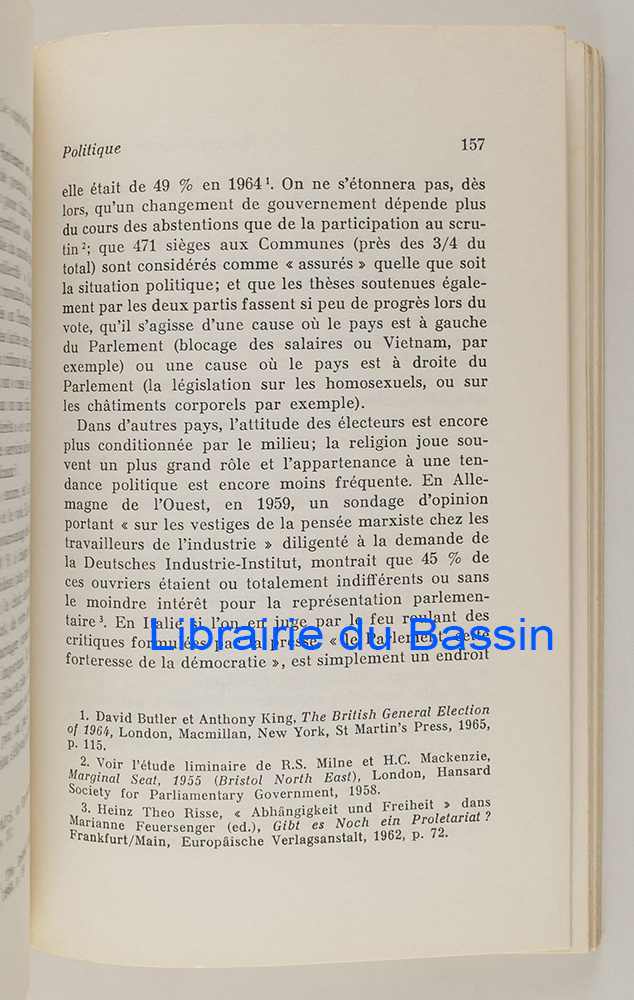 Politique
157
elle était de 49 % en 1964¹. On ne s'étonnera pas, dès
lors, qu'un changement de gouvernement dépende plus
du cours des abstentions que de la participation au scru-
tin²; que 471 sièges aux Communes (près des 3/4 du
total) sont considérés comme « assurés » quelle que soit
la situation politique; et que les thèses soutenues égale-
ment par les deux partis fassent si peu de progrès lors du
vote, qu'il s'agisse d'une cause où le pays est à gauche
du Parlement (blocage des salaires ou Vietnam, par
exemple) ou une cause où le pays est à droite du
Parlement (la législation sur les homosexuels, ou sur
les châtiments corporels par exemple).
Dans d'autres pays, l'attitude des électeurs est encore
plus conditionnée par le milieu; la religion joue sou-
vent un plus grand rôle et l'appartenance à une ten-
dance politique est encore moins fréquente. En Alle-
magne de l'Ouest, en 1959, un sondage d'opinion
portant « sur les vestiges de la pensée marxiste chez les
travailleurs de l'industrie » diligenté à la demande de
la Deutsches Industrie-Institut, montrait que 45 % de
ces ouvriers étaient ou totalement indifférents ou sans
le moindre intérêt pour la représentation parlemen-
taire³. En Italie si l'on en juge par le feu roulant des
critiques formulées par la presse, « le Parlement, cette
forteresse de la démocratie », est simplement un endroit
Librairie du Bassin
1. David Butler et Anthony King, The British General Election
of 1964, London, Macmillan, New York, St Martin's Press, 1965,
p. 115.
2. Voir l'étude liminaire de R.S. Milne et H.C. Mackenzie,
Marginal Seat, 1955 (Bristol North East), London, Hansard
Society for Parliamentary Government, 1958.
3. Heinz Theo Risse, « Abhängigkeit und Freiheit » dans
Marianne Feuersenger (ed.), Gibt es Noch ein Proletariat ?
Frankfurt/Main, Europäische Verlagsanstalt, 1962, p. 72.